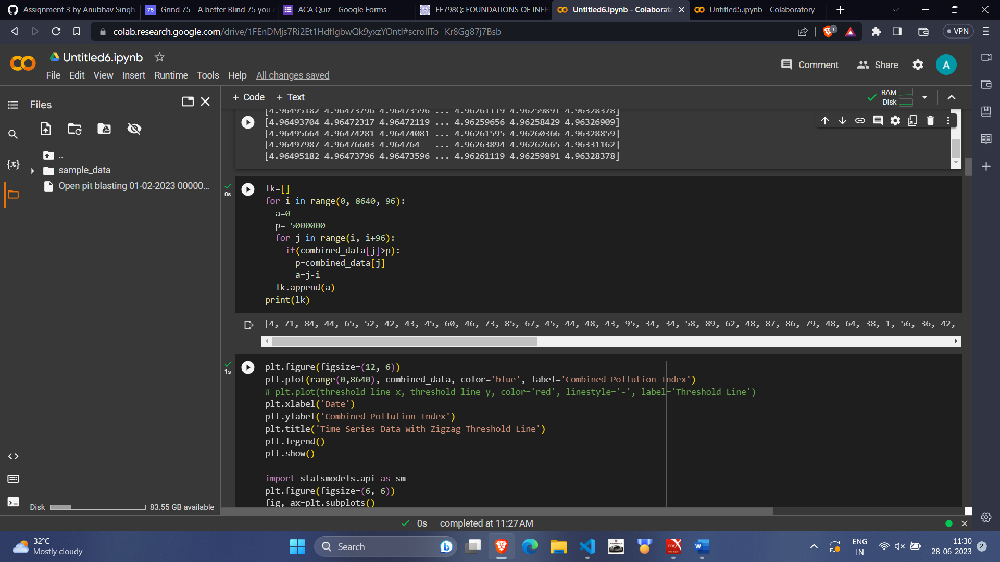 Assignment 3 by Anubhav Singh
75
Grind 75 - A better Blind 75 you
ACA Quiz - Google Forms
EE798Q: FOUNDATIONS OF INFE
Untitled6.ipynb - Colaborato
Untitled5.ipynb - Colaboratory
colab.research.google.com/drive/1FEnDMjs7Ri2Et1HdfIgbwQk9yxzYOntl#scrollTo=Kr8Gg87j7Bsb
1
VPN
Untitled6.ipynb
File Edit View Insert Runtime Tools Help All changes saved
Comment
Share
A
Files
+ Code + Text
RAM
Disk
..
sample_data
Open pit blasting 01-02-2023 00000...
{x}
[4.96495182 4.96473796 4.96473596 ... 4.96261119 4.96259891 4.96328378]
[4.96493704 4.96472317 4.96472119 ... 4.96259656 4.96258429 4.96326909]
[4.96495664 4.96474281 4.96474081 ... 4.96261595 4.96260366 4.96328859]
[4.96497987 4.96476603 4.964764   ... 4.96263894 4.96262665 4.96331162]
[4.96495182 4.96473796 4.96473596 ... 4.96261119 4.96259891 4.96328378]
0s
lk=[]
for i in range(0, 8640, 96):
  a=0
  p=-5000000
  for j in range(i, i+96):
    if(combined_data[j]>p):
      p=combined_data[j]
      a=j-i
  lk.append(a)
print(lk)
[4, 71, 84, 44, 65, 52, 42, 43, 45, 60, 46, 73, 85, 67, 45, 44, 48, 43, 95, 34, 34, 58, 89, 62, 48, 87, 86, 79, 48, 64, 38, 1, 56, 36, 42,
1s
plt.figure(figsize=(12, 6))
plt.plot(range(0,8640), combined_data, color='blue', label='Combined Pollution Index')
# plt.plot(threshold_line_x, threshold_line_y, color='red', linestyle='-', label='Threshold Line')
plt.xlabel('Date')
plt.ylabel('Combined Pollution Index')
plt.title('Time Series Data with Zigzag Threshold Line')
plt.legend()
plt.show()
import statsmodels.api as sm
plt.figure(figsize=(6, 6))
fig, ax=plt.subplots()
Disk
83.55 GB available
0s completed at 11:27 AM
32°C
Mostly cloudy
Search
PDF
W
ENG
IN
11:30
28-06-2023
2